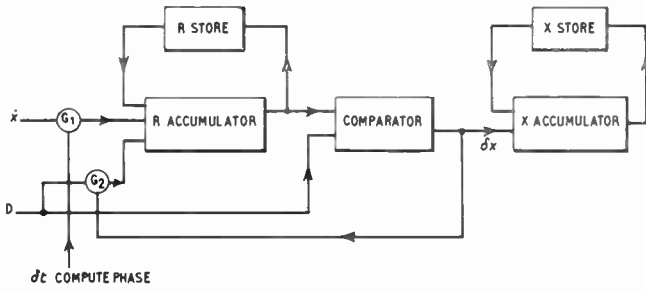 R STORE
X STORE
ẋ
G1
R ACCUMULATOR
COMPARATOR
δx
X ACCUMULATOR
G2
D
δt COMPUTE PHASE